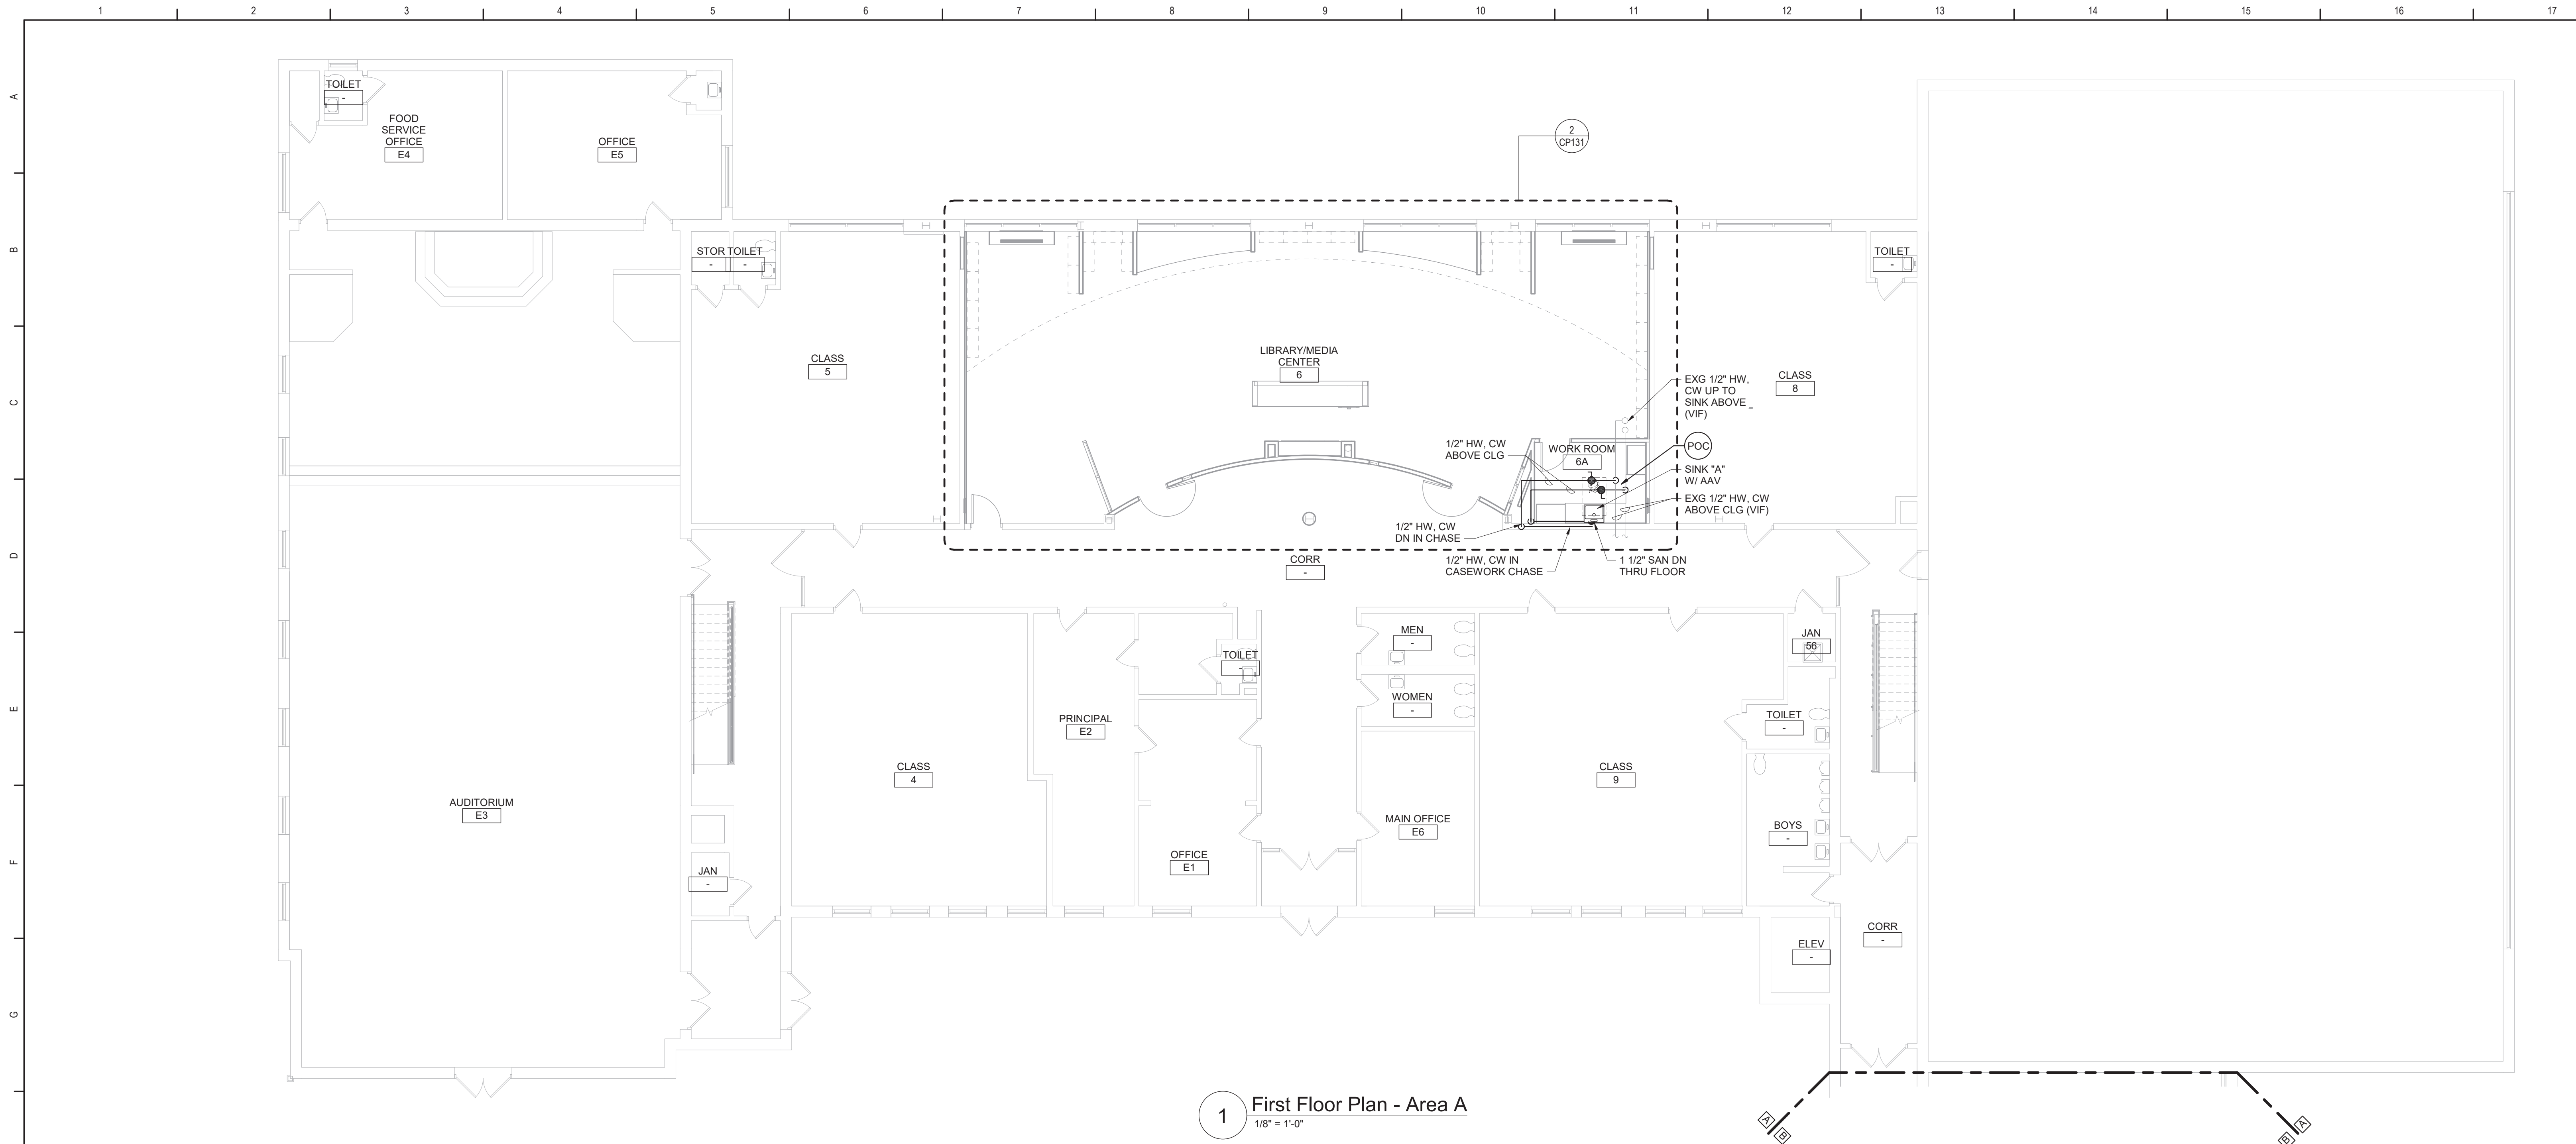 1 2 3 4 5 6 7 8 9 10 11 12 13 14 15 16 17
A
B
C
D
E
F
G
TOILET
-
FOOD
SERVICE
OFFICE
E4
OFFICE
E5
2
CP131
STOR
-
TOILET
-
TOILET
-
CLASS
5
LIBRARY/MEDIA
CENTER
6
CLASS
8
EXG 1/2" HW,
CW UP TO
SINK ABOVE _
(VIF)
1/2" HW, CW
ABOVE CLG
WORK ROOM
6A
POC
SINK "A"
W/ AAV
EXG 1/2" HW, CW
ABOVE CLG (VIF)
1/2" HW, CW
DN IN CHASE
1/2" HW, CW IN
CASEWORK CHASE
1 1/2" SAN DN
THRU FLOOR
CORR
-
MEN
-
JAN
56
TOILET
-
WOMEN
-
PRINCIPAL
E2
TOILET
-
CLASS
4
CLASS
9
AUDITORIUM
E3
MAIN OFFICE
E6
BOYS
-
OFFICE
E1
JAN
-
CORR
-
ELEV
-
1
First Floor Plan - Area A
1/8" = 1'-0"
A
B
A
B